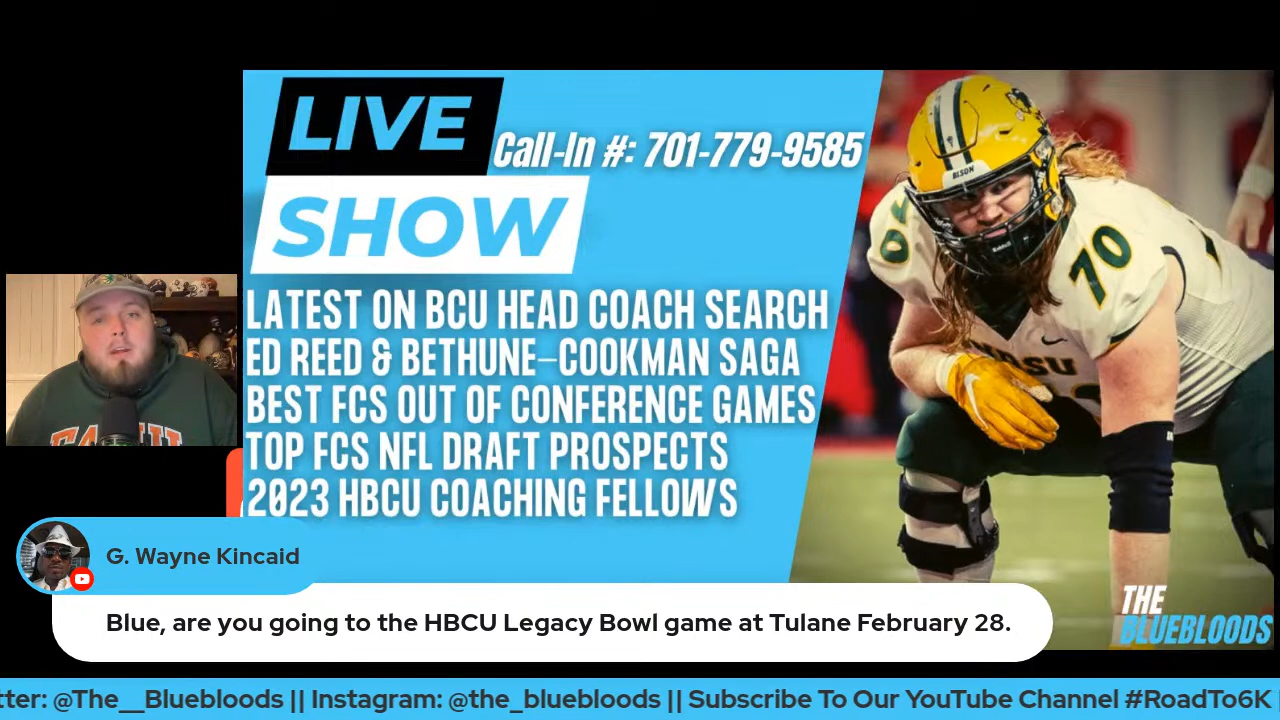 LIVE
Call-In #: 701-779-9585
SHOW
LATEST ON BCU HEAD COACH SEARCH
ED REED & BETHUNE-COOKMAN SAGA
BEST FCS OUT OF CONFERENCE GAMES
TOP FCS NFL DRAFT PROSPECTS
2023 HBCU COACHING FELLOWS
BISON
70
70
G. Wayne Kincaid
Blue, are you going to the HBCU Legacy Bowl game at Tulane February 28.
THE
BLUEBLOODS
tter: @The__Bluebloods || Instagram: @the_bluebloods || Subscribe To Our YouTube Channel #RoadTo6K